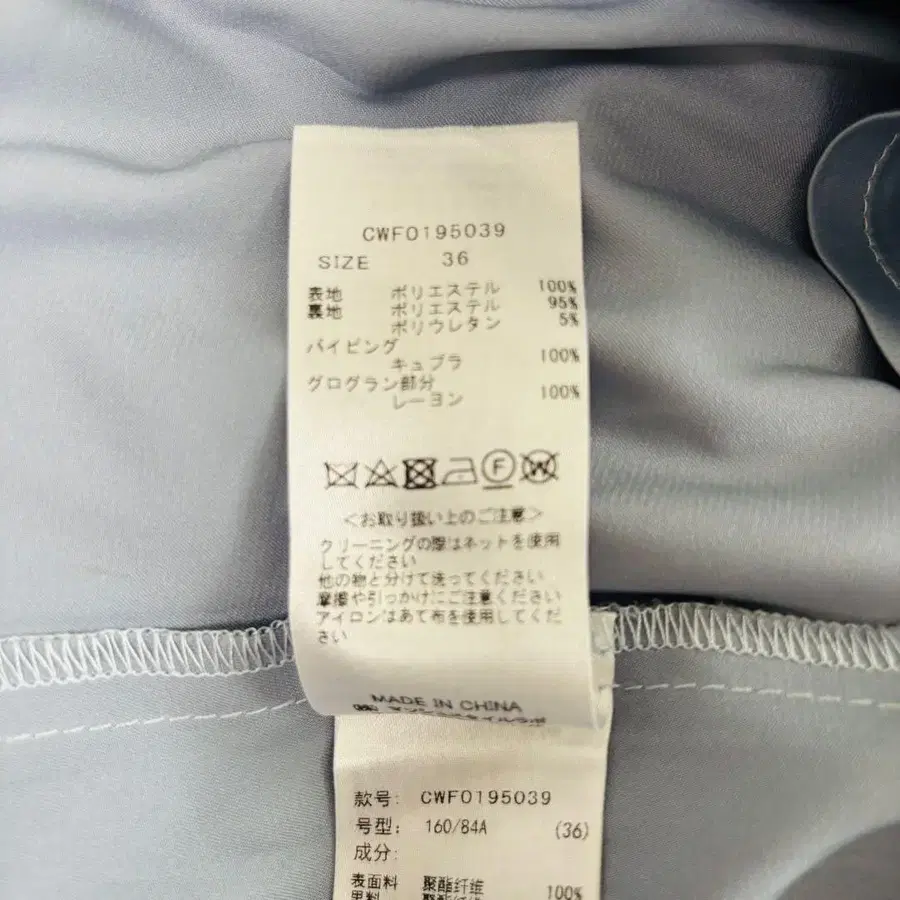 CWF0195039
SIZE 36
表地 ポリエステル 100%
裏地 ポリエステル 95%
ポリウレタン 5%
パイピング
キュプラ 100%
グログラン部分
レーヨン 100%
F W
<お取り扱い上のご注意>
クリーニングの際はネットを使用
してください
他の物と分けて洗ってください
摩擦や引っかけにご注意ください
アイロンはあて布を使用してくだ
さい
MADE IN CHINA
款号: CWF0195039
号型: 160/84A (36)
成分:
表面料 聚酯纤维 100%
里料 聚酯纤维